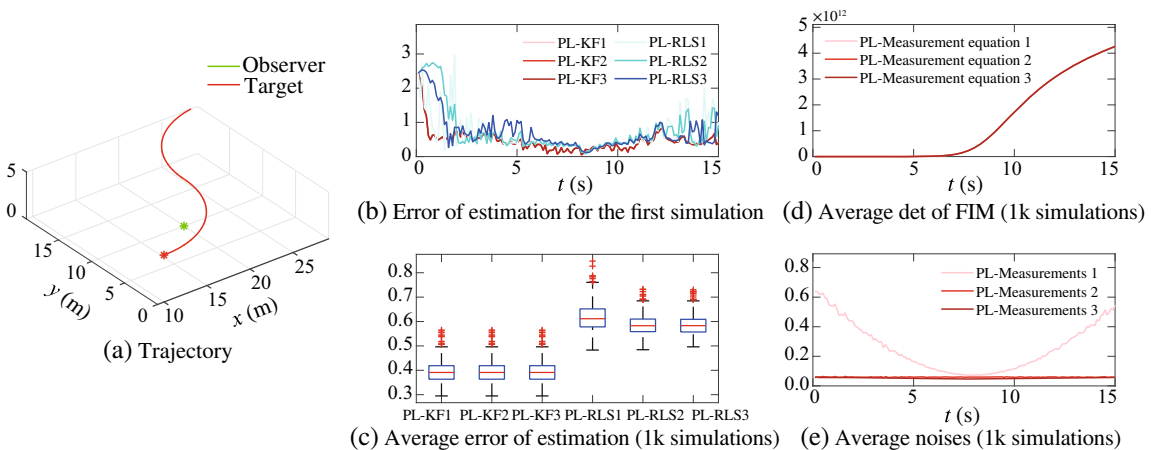 Observer
Target
5
0
15
10
5
0
y (m)
10
15
20
25
x (m)
(a) Trajectory
3
2
1
0
0
5
10
15
PL-KF1
PL-KF2
PL-KF3
PL-RLS1
PL-RLS2
PL-RLS3
t (s)
(b) Error of estimation for the first simulation
×10¹²
5
4
3
2
1
0
0
5
10
15
PL-Measurement equation 1
PL-Measurement equation 2
PL-Measurement equation 3
t (s)
(d) Average det of FIM (1k simulations)
0.8
0.7
0.6
0.5
0.4
0.3
PL-KF1
PL-KF2
PL-KF3
PL-RLS1
PL-RLS2
PL-RLS3
(c) Average error of estimation (1k simulations)
0.8
0.6
0.4
0.2
0.0
0
5
10
15
PL-Measurements 1
PL-Measurements 2
PL-Measurements 3
t (s)
(e) Average noises (1k simulations)